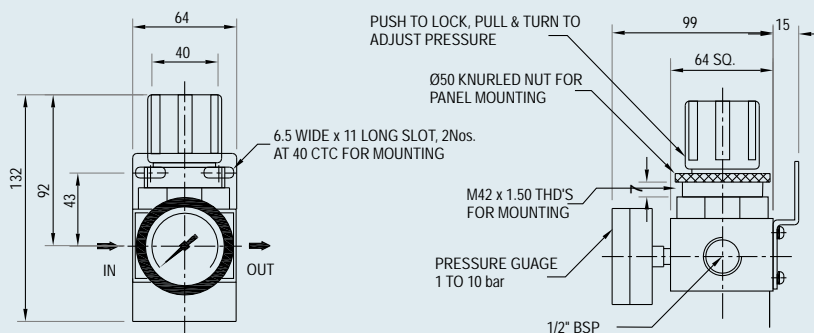 64
40
132
92
43
6.5 WIDE x 11 LONG SLOT, 2Nos.
AT 40 CTC FOR MOUNTING
IN
OUT
PUSH TO LOCK, PULL & TURN TO
ADJUST PRESSURE
99
15
64 SQ.
Ø50 KNURLED NUT FOR
PANEL MOUNTING
7
M42 x 1.50 THD'S
FOR MOUNTING
PRESSURE GUAGE
1 TO 10 bar
1/2" BSP